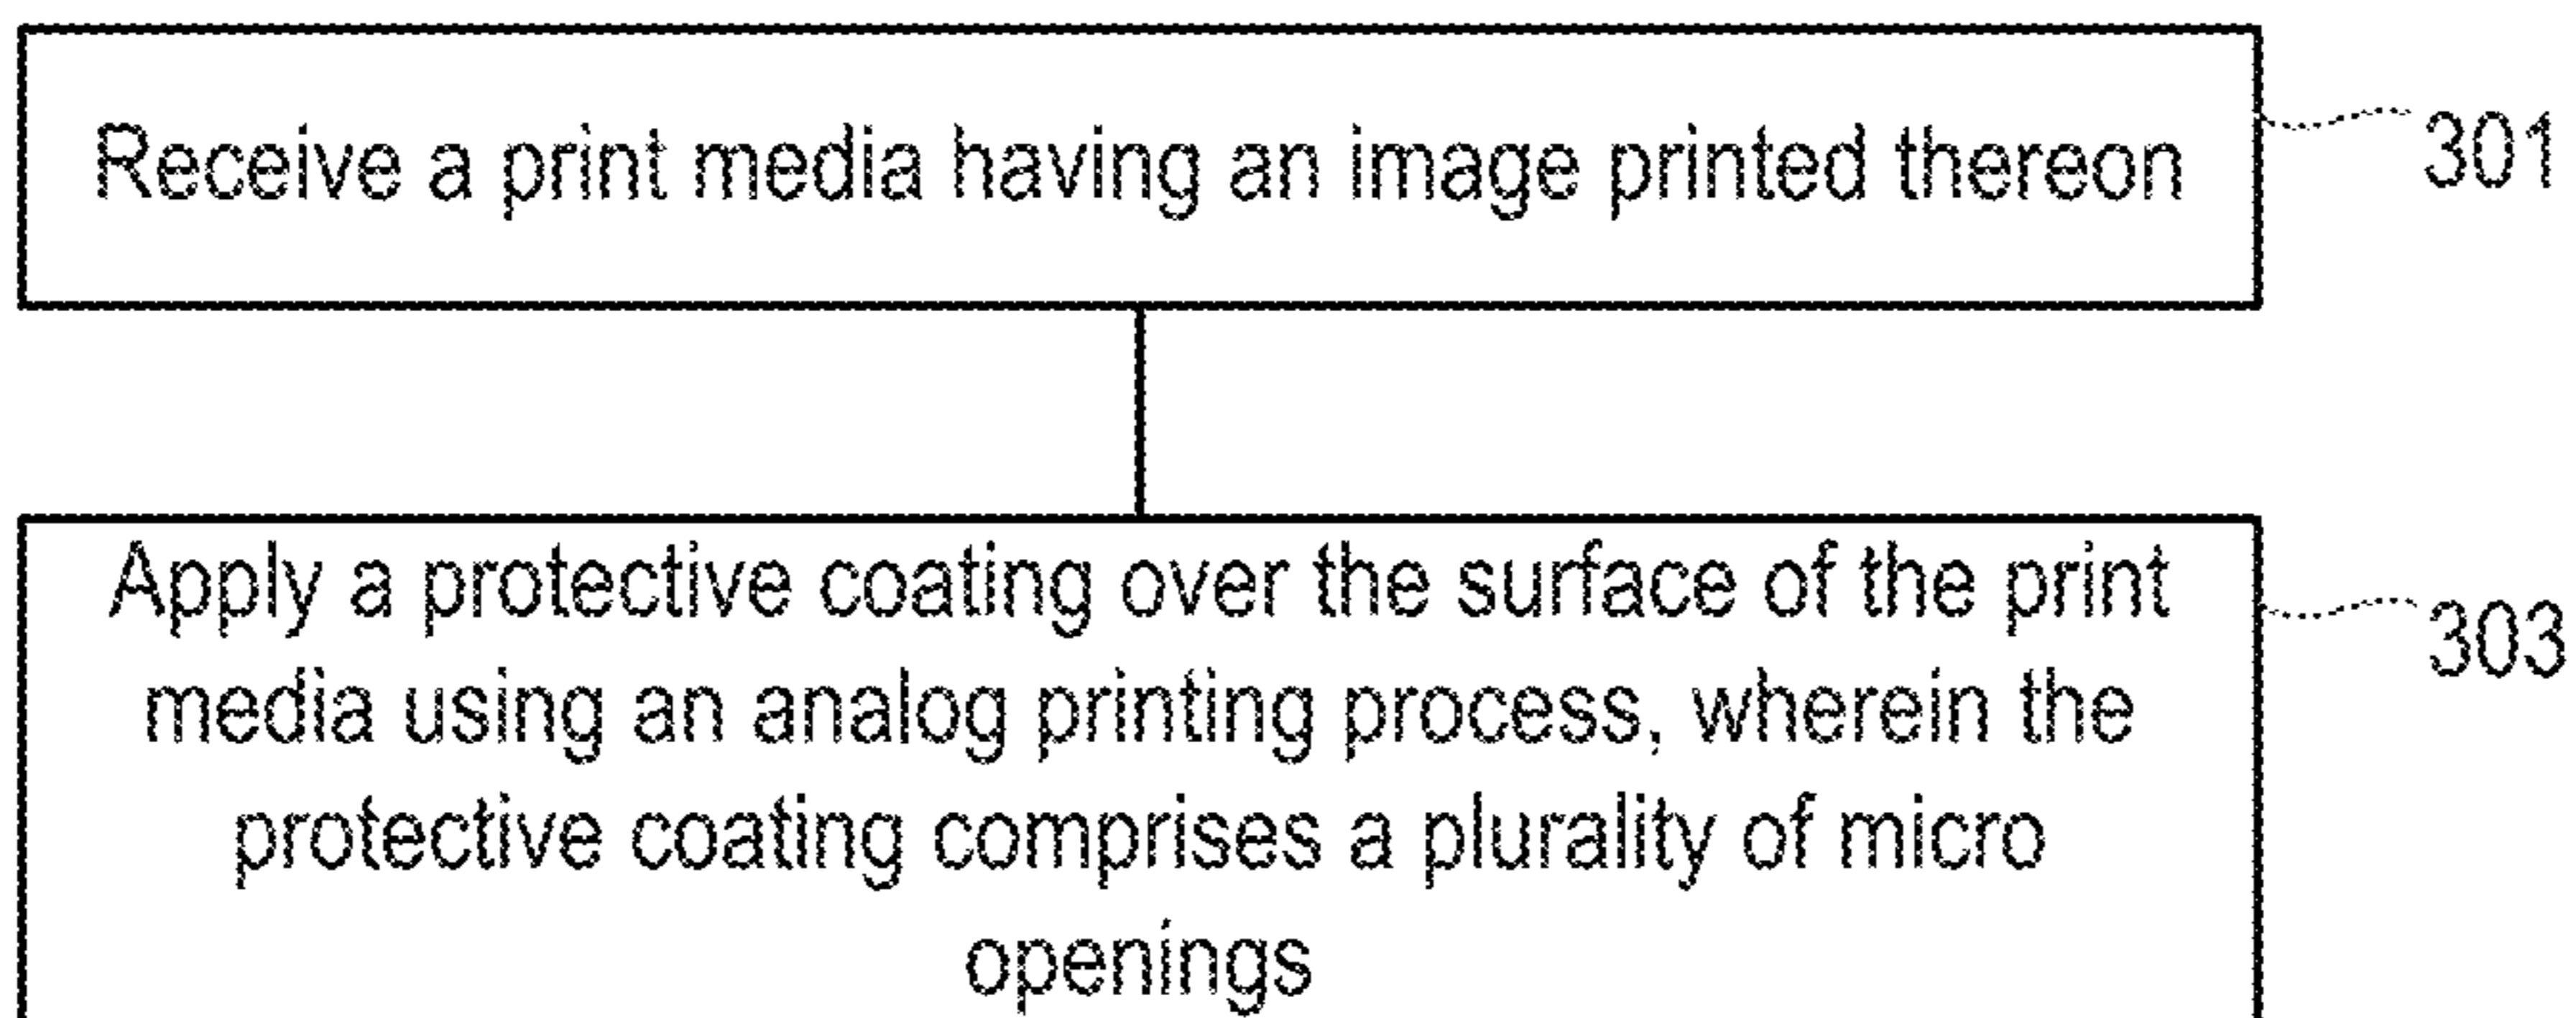 Receive a print media having an image printed thereon
301
Apply a protective coating over the surface of the print
303
media using an analog printing process, wherein the
protective coating comprises a plurality of micro
openings